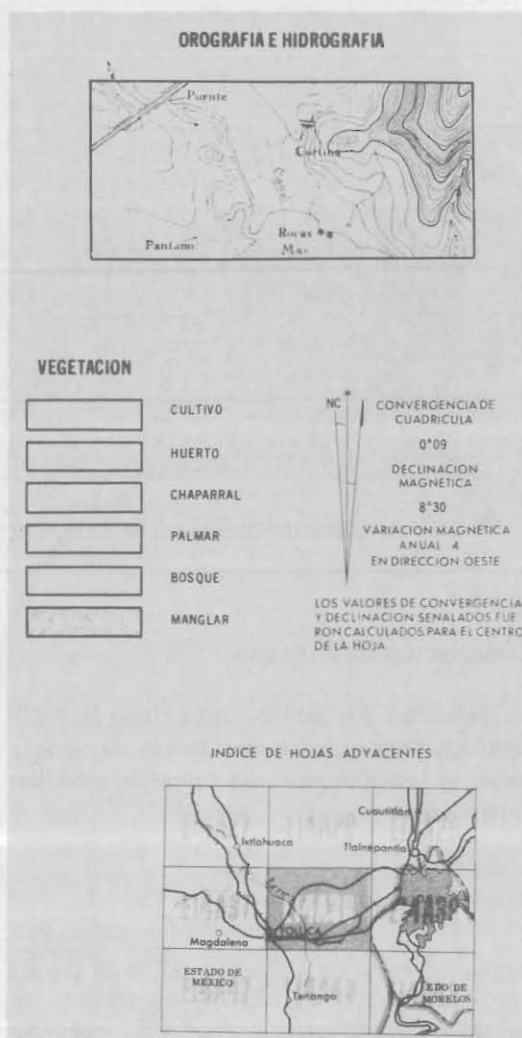 OROGRAFIA E HIDROGRAFIA
Puente
Cortina
Pantano
Rocas
Mar
VEGETACION
CULTIVO
HUERTO
CHAPARRAL
PALMAR
BOSQUE
MANGLAR
NC
CONVERGENCIA DE
CUADRICULA
0°09
DECLINACION
MAGNETICA
8°30
VARIACION MAGNETICA
ANUAL 4
EN DIRECCION OESTE
LOS VALORES DE CONVERGENCIA
Y DECLINACION SENALADOS FUE
RON CALCULADOS PARA EL CENTRO
DE LA HOJA
INDICE DE HOJAS ADYACENTES
Cuautitlán
Ixtlahuaca
Tlalnepantla
TOLUCA
Magdalena
ESTADO DE
MEXICO
Tenango
EDO DE
MORELOS